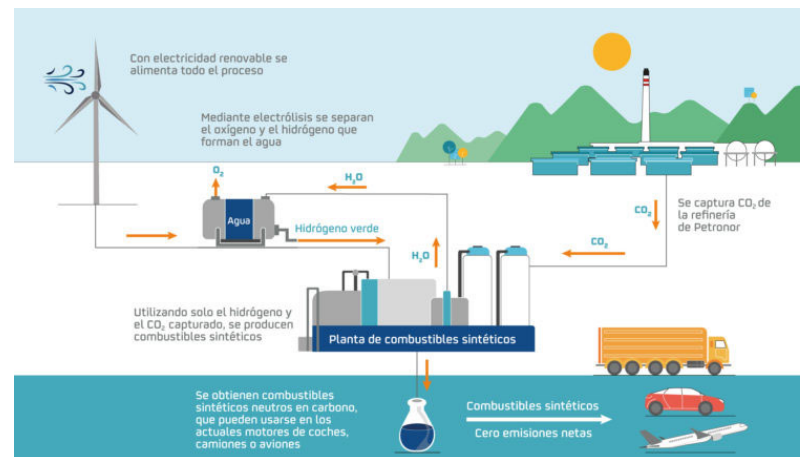 Con electricidad renovable se
alimenta todo el proceso
Mediante electrólisis se separan
el oxígeno y el hidrógeno que
forman el agua
O₂
H₂O
Agua
Hidrógeno verde
H₂O
CO₂
CO₂
Se captura CO₂ de
la refinería
de Petronor
Utilizando solo el hidrógeno y
el CO₂ capturado, se producen
combustibles sintéticos
Planta de combustibles sintéticos
Se obtienen combustibles
sintéticos neutros en carbono,
que pueden usarse en los
actuales motores de coches,
camiones o aviones
Combustibles sintéticos
Cero emisiones netas